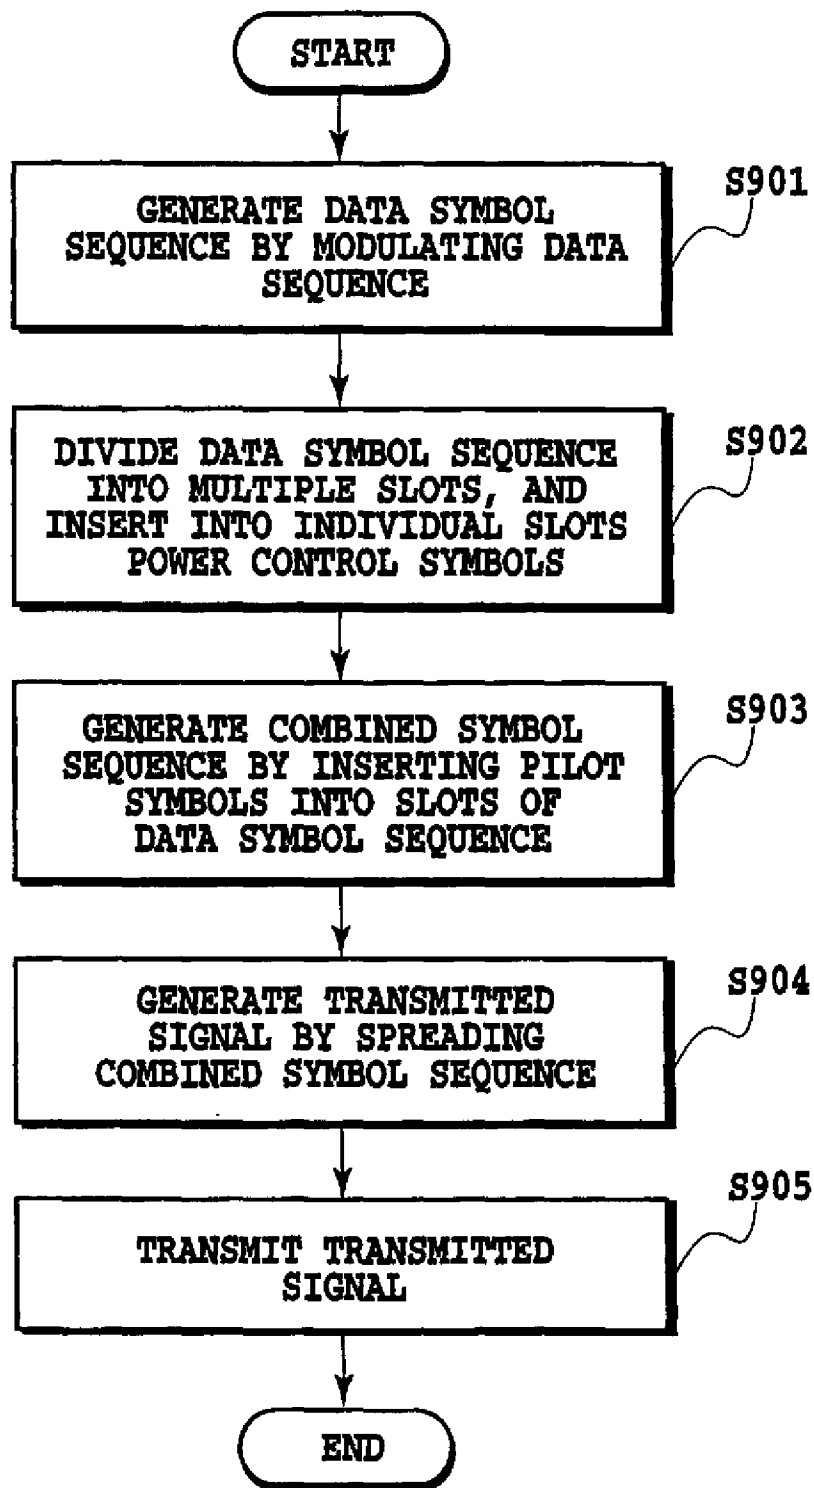 START
S901
GENERATE DATA SYMBOL
SEQUENCE BY MODULATING DATA
SEQUENCE
S902
DIVIDE DATA SYMBOL SEQUENCE
INTO MULTIPLE SLOTS, AND
INSERT INTO INDIVIDUAL SLOTS
POWER CONTROL SYMBOLS
S903
GENERATE COMBINED SYMBOL
SEQUENCE BY INSERTING PILOT
SYMBOLS INTO SLOTS OF
DATA SYMBOL SEQUENCE
S904
GENERATE TRANSMITTED
SIGNAL BY SPREADING
COMBINED SYMBOL SEQUENCE
S905
TRANSMIT TRANSMITTED
SIGNAL
END